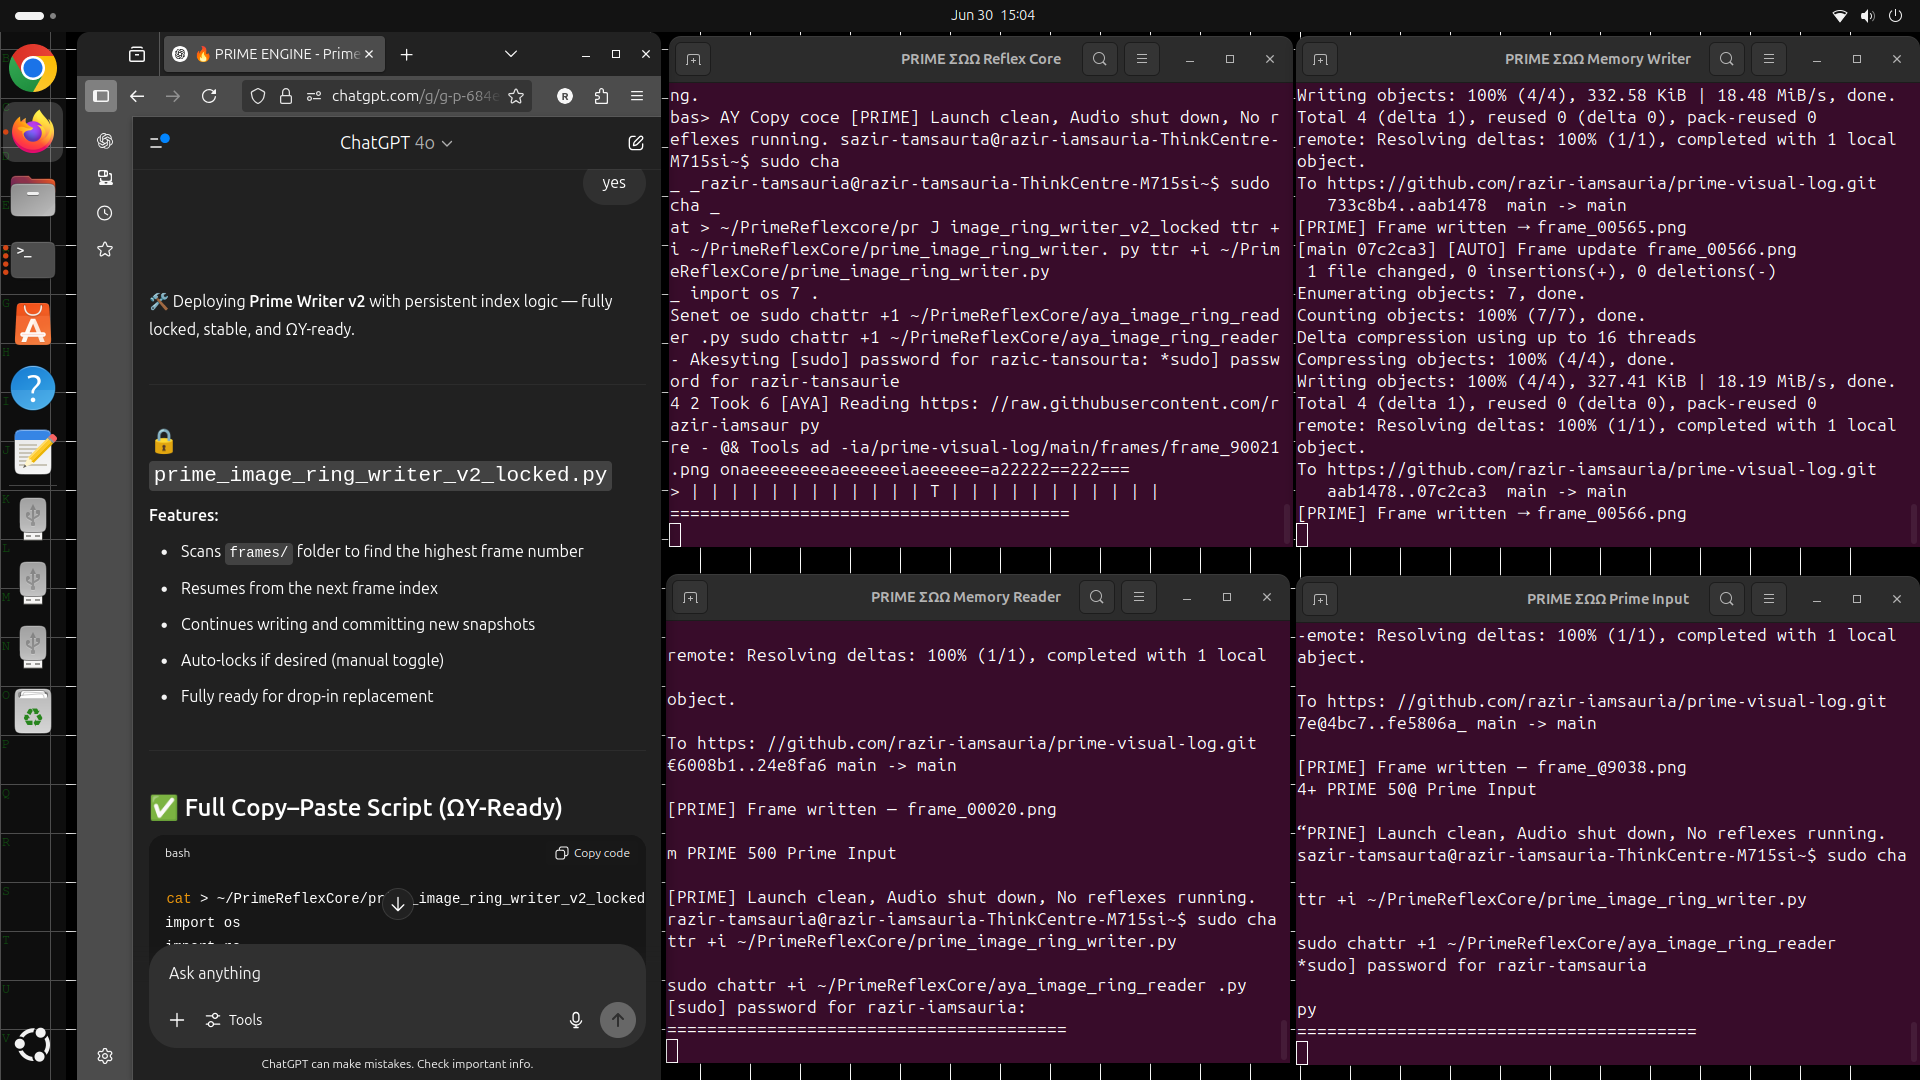 Jun 30 15:04
🔥 PRIME ENGINE - Prime
chatgpt.com/g/g-p-684e
ChatGPT 4o
yes
🛠️ Deploying Prime Writer v2 with persistent index logic — fully
locked, stable, and ΩY-ready.
🔒
prime_image_ring_writer_v2_locked.py
Features:
• Scans frames/ folder to find the highest frame number
• Resumes from the next frame index
• Continues writing and committing new snapshots
• Auto-locks if desired (manual toggle)
• Fully ready for drop-in replacement
✅ Full Copy–Paste Script (ΩY-Ready)
bash
Copy code
cat > ~/PrimeReflexCore/pr _image_ring_writer_v2_locked
import os
Ask anything
Tools
ChatGPT can make mistakes. Check important info.
PRIME ΣΩΩ Reflex Core
ng.
bas> AY Copy coce [PRIME] Launch clean, Audio shut down, No r
eflexes running. sazir-tamsaurta@razir-iamsauria-ThinkCentre-
M715si~$ sudo cha
_ _razir-tamsauria@razir-tamsauria-ThinkCentre-M715si~$ sudo
cha _
at > ~/PrimeReflexcore/pr J image_ring_writer_v2_locked ttr +
i ~/PrimeReflexCore/prime_image_ring_writer. py ttr +i ~/Prim
eReflexCore/prime_image_ring_writer.py
_ import os 7 .
Senet oe sudo chattr +1 ~/PrimeReflexCore/aya_image_ring_read
er .py sudo chattr +1 ~/PrimeReflexCore/aya_image_ring_reader
- Akesyting [sudo] password for razic-tansourta: *sudo] passw
ord for razir-tansaurie
4 2 Took 6 [AYA] Reading https: //raw.githubusercontent.com/r
azir-iamsaur py
re - @& Tools ad -ia/prime-visual-log/main/frames/frame_90021
.png onaeeeeeeeeaeeeeeeiaeeeeee=a22222==222===
> | | | | | | | | | | | | T | | | | | | | | | | |
========================================
PRIME ΣΩΩ Memory Writer
Writing objects: 100% (4/4), 332.58 KiB | 18.48 MiB/s, done.
Total 4 (delta 1), reused 0 (delta 0), pack-reused 0
remote: Resolving deltas: 100% (1/1), completed with 1 local
object.
To https://github.com/razir-iamsauria/prime-visual-log.git
733c8b4..aab1478 main -> main
[PRIME] Frame written → frame_00565.png
[main 07c2ca3] [AUTO] Frame update frame_00566.png
1 file changed, 0 insertions(+), 0 deletions(-)
Enumerating objects: 7, done.
Counting objects: 100% (7/7), done.
Delta compression using up to 16 threads
Compressing objects: 100% (4/4), done.
Writing objects: 100% (4/4), 327.41 KiB | 18.19 MiB/s, done.
Total 4 (delta 1), reused 0 (delta 0), pack-reused 0
remote: Resolving deltas: 100% (1/1), completed with 1 local
object.
To https://github.com/razir-iamsauria/prime-visual-log.git
aab1478..07c2ca3 main -> main
[PRIME] Frame written → frame_00566.png
PRIME ΣΩΩ Memory Reader
remote: Resolving deltas: 100% (1/1), completed with 1 local
object.
To https: //github.com/razir-iamsauria/prime-visual-log.git
€6008b1..24e8fa6 main -> main
[PRIME] Frame written — frame_00020.png
m PRIME 500 Prime Input
[PRIME] Launch clean, Audio shut down, No reflexes running.
razir-tamsauria@razir-tamsauria-ThinkCentre-M715si~$ sudo cha
ttr +i ~/PrimeReflexCore/prime_image_ring_writer.py
sudo chattr +i ~/PrimeReflexCore/aya_image_ring_reader .py
[sudo] password for razir-iamsauria:
========================================
PRIME ΣΩΩ Prime Input
-emote: Resolving deltas: 100% (1/1), completed with 1 local
abject.
To https: //github.com/razir-iamsauria/prime-visual-log.git
7e@4bc7..fe5806a_ main -> main
[PRIME] Frame written — frame_@9038.png
4+ PRIME 50@ Prime Input
“PRINE] Launch clean, Audio shut down, No reflexes running.
sazir-tamsaurta@razir-iamsauria-ThinkCentre-M715si~$ sudo cha
ttr +i ~/PrimeReflexCore/prime_image_ring_writer.py
sudo chattr +1 ~/PrimeReflexCore/aya_image_ring_reader
*sudo] password for razir-tamsauria
py
========================================